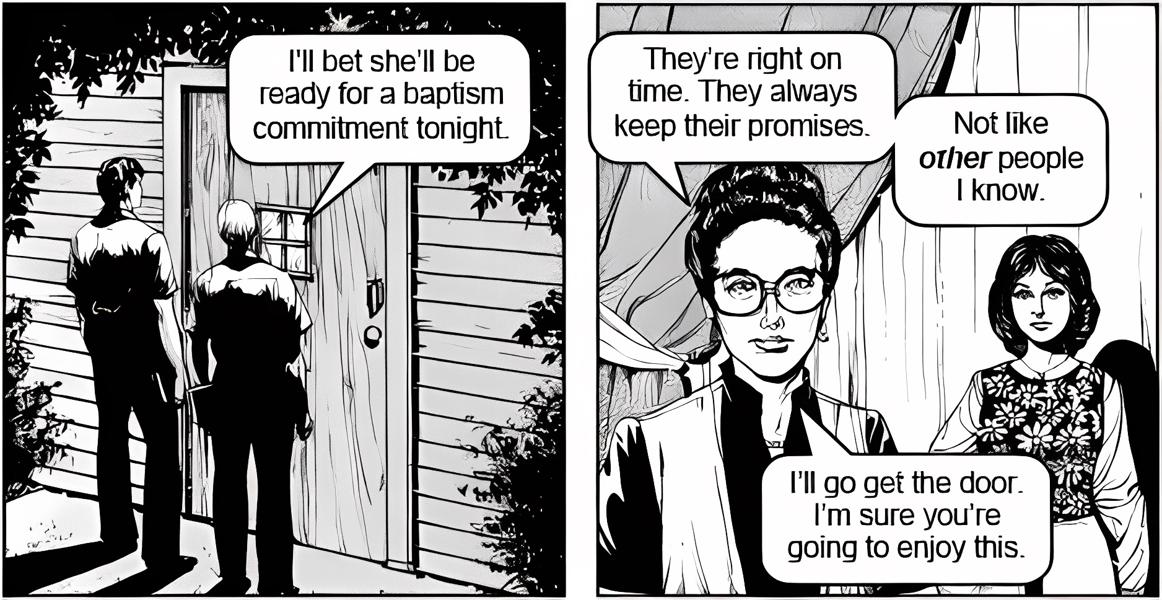 I'll bet she'll be
ready for a baptism
commitment tonight.
They're right on
time. They always
keep their promises.
Not like
other people
I know.
I'll go get the door.
I'm sure you're
going to enjoy this.